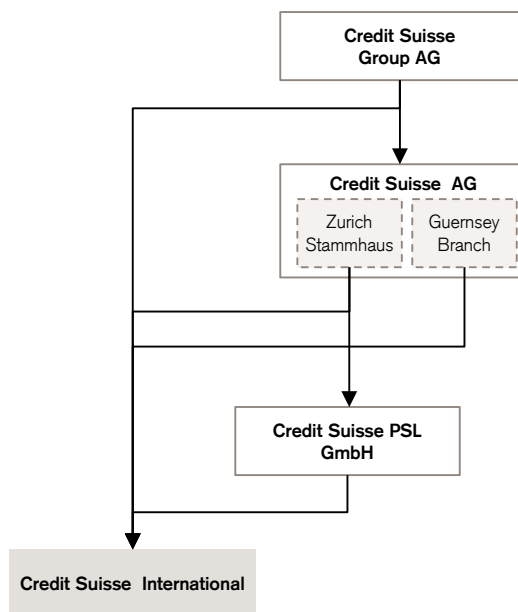 Credit Suisse
Group AG
Credit Suisse AG
Zurich
Stammhaus
Guernsey
Branch
Credit Suisse PSL
GmbH
Credit Suisse International